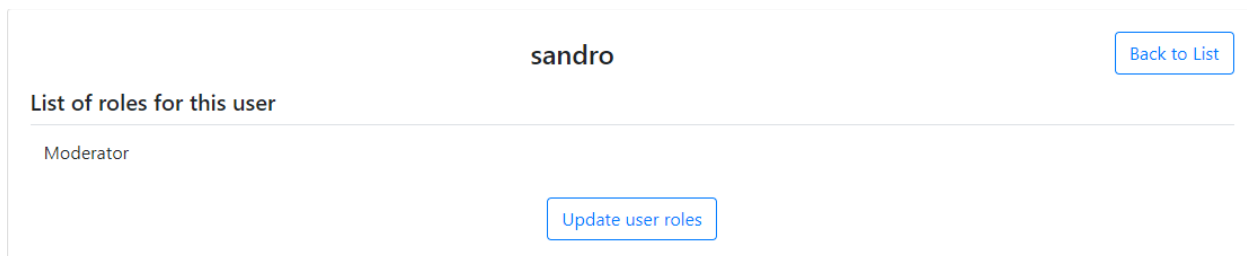 sandro
Back to List
List of roles for this user
Moderator
Update user roles